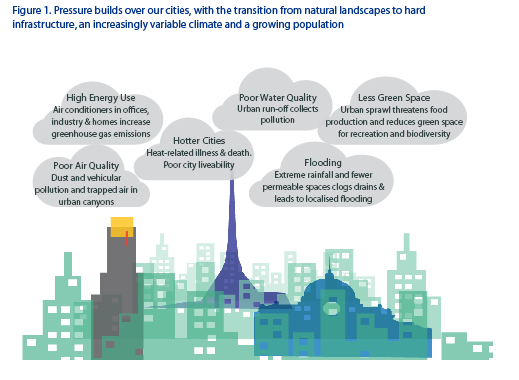 Figure 1. Pressure builds over our cities, with the transition from natural landscapes to hard
infrastructure, an increasingly variable climate and a growing population
High Energy Use
Air conditioners in offices,
industry & homes increase
greenhouse gas emissions
Poor Water Quality
Urban run-off collects
pollution
Less Green Space
Urban sprawl threatens food
production and reduces green space
for recreation and biodiversity
Hotter Cities
Heat-related illness & death.
Poor city liveability
Poor Air Quality
Dust and vehicular
pollution and trapped air in
urban canyons
Flooding
Extreme rainfall and fewer
permeable spaces clogs drains &
leads to localised flooding